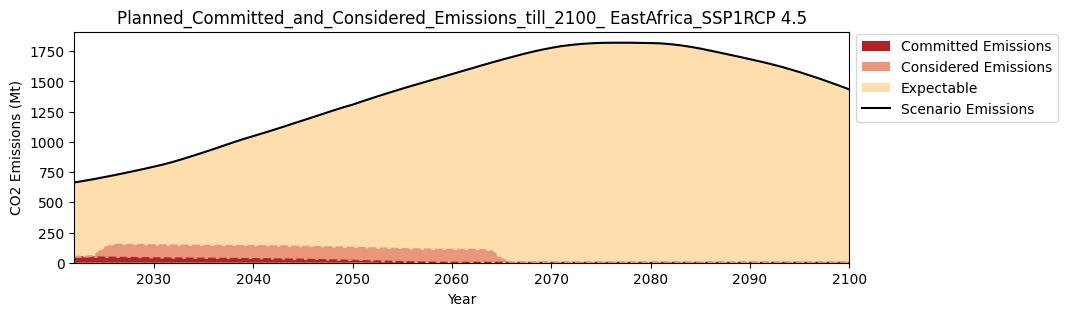 Planned_Committed_and_Considered_Emissions_till_2100_ EastAfrica_SSP1RCP 4.5
CO2 Emissions (Mt)
1750
1500
1250
1000
750
500
250
0
2030 2040 2050 2060 2070 2080 2090 2100
Year
Committed Emissions
Considered Emissions
Expectable
Scenario Emissions